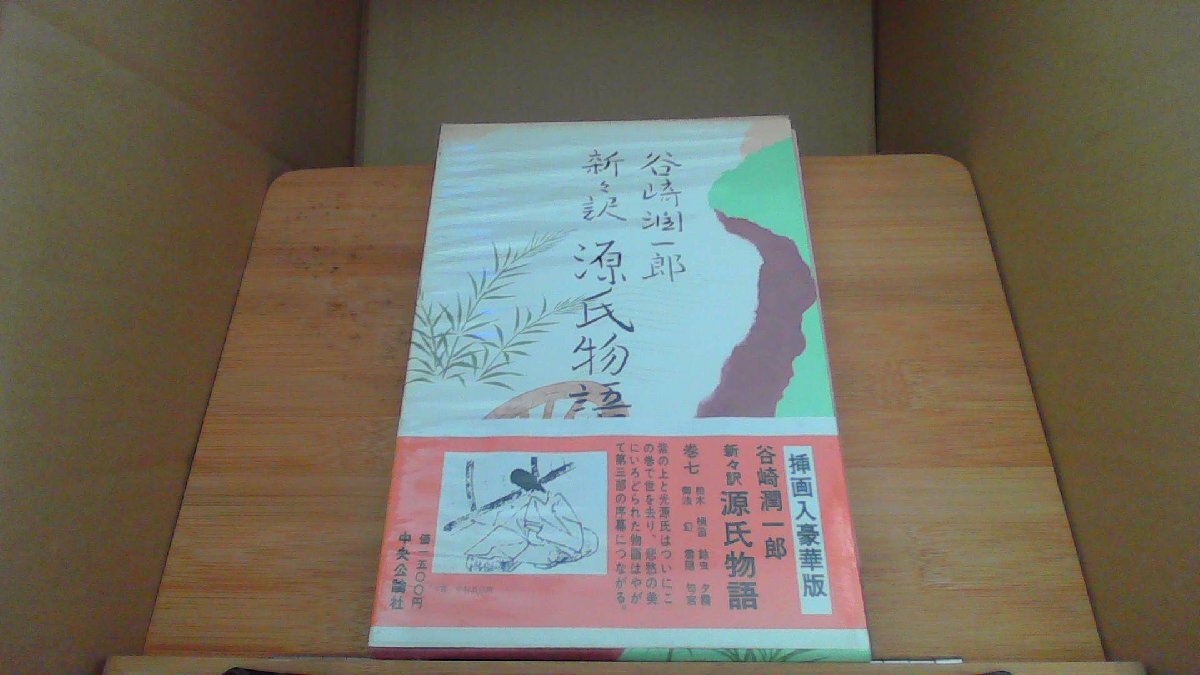 谷崎潤一郎
新々訳 源氏物語
挿画入豪華版
谷崎潤一郎
新々訳 源氏物語
巻七
柏木 横笛 鈴虫 夕霧
御法 幻 雲隠 匂宮
紫の上と光源氏はついにこ
の巻で世を去り、悲愁の美
にいろどられた物語はやが
て第三部の序幕につながる。
価一五〇〇円
中央公論社